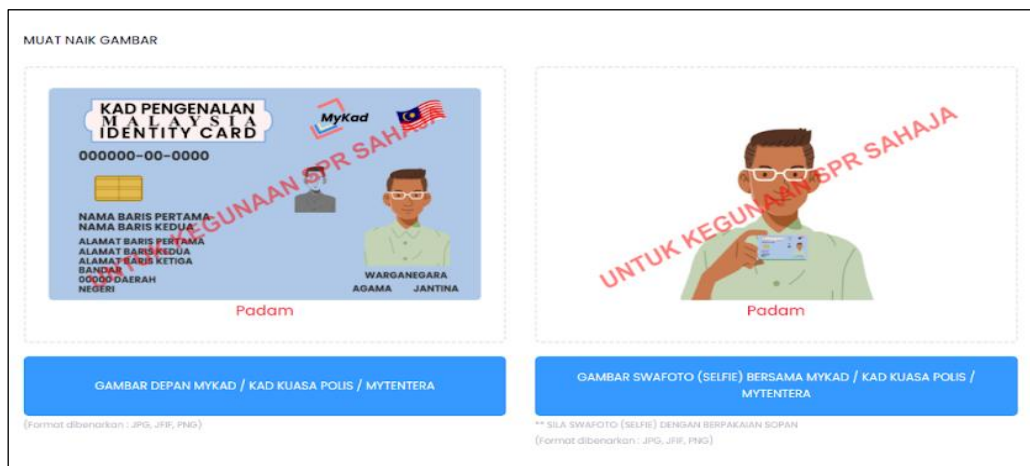 MUAT NAIK GAMBAR
KAD PENGENALAN
MALAYSIA
IDENTITY CARD
MyKad
000000-00-0000
NAMA BARIS PERTAMA
NAMA BARIS KEDUA
ALAMAT BARIS PERTAMA
ALAMAT BARIS KEDUA
ALAMAT BARIS KETIGA
BANDAR
00000 DAERAH
NEGERI
WARGANEGARA
AGAMA JANTINA
UNTUK KEGUNAAN SPR SAHAJA
Padam
GAMBAR DEPAN MYKAD / KAD KUASA POLIS / MYTENTERA
(Format dibenarkan : JPG, JFIF, PNG)
UNTUK KEGUNAAN SPR SAHAJA
Padam
GAMBAR SWAFOTO (SELFIE) BERSAMA MYKAD / KAD KUASA POLIS /
MYTENTERA
** SILA SWAFOTO (SELFIE) DENGAN BERPAKAIAN SOPAN
(Format dibenarkan : JPG, JFIF, PNG)